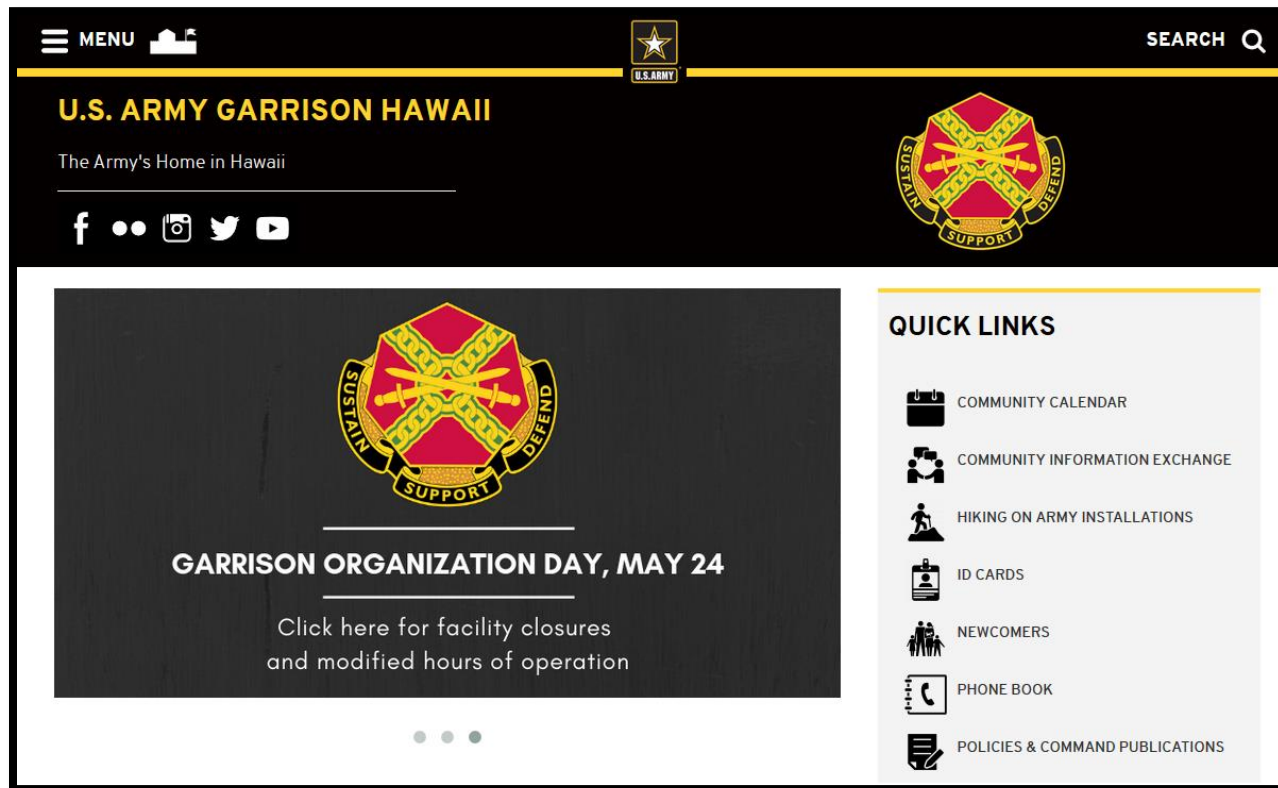 MENU
U.S.ARMY
SEARCH
U.S. ARMY GARRISON HAWAII
The Army's Home in Hawaii
SUSTAIN
SUPPORT
DEFEND
SUSTAIN
SUPPORT
DEFEND
GARRISON ORGANIZATION DAY, MAY 24
Click here for facility closures
and modified hours of operation
QUICK LINKS
COMMUNITY CALENDAR
COMMUNITY INFORMATION EXCHANGE
HIKING ON ARMY INSTALLATIONS
ID CARDS
NEWCOMERS
PHONE BOOK
POLICIES & COMMAND PUBLICATIONS